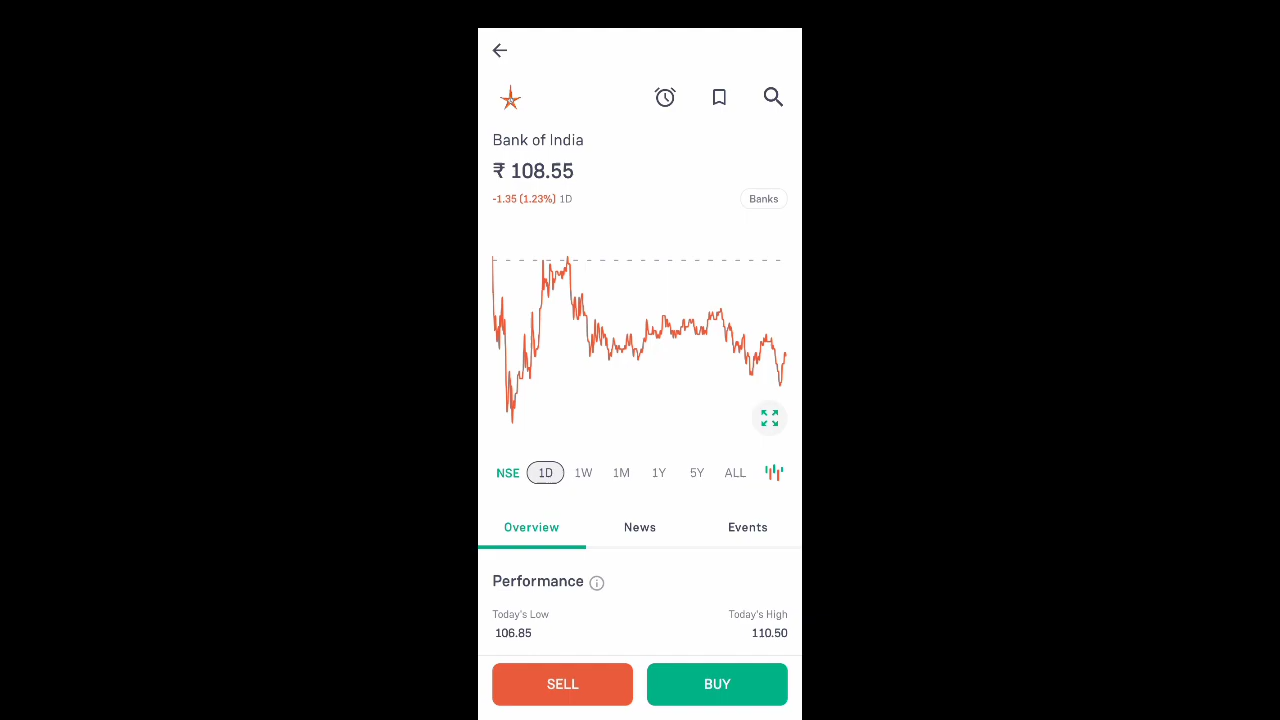 Bank of India
₹ 108.55
-1.35 (1.23%) 1D
Banks
NSE 1D 1W 1M 1Y 5Y ALL
Overview News Events
Performance
Today's Low Today's High
106.85 110.50
SELL BUY